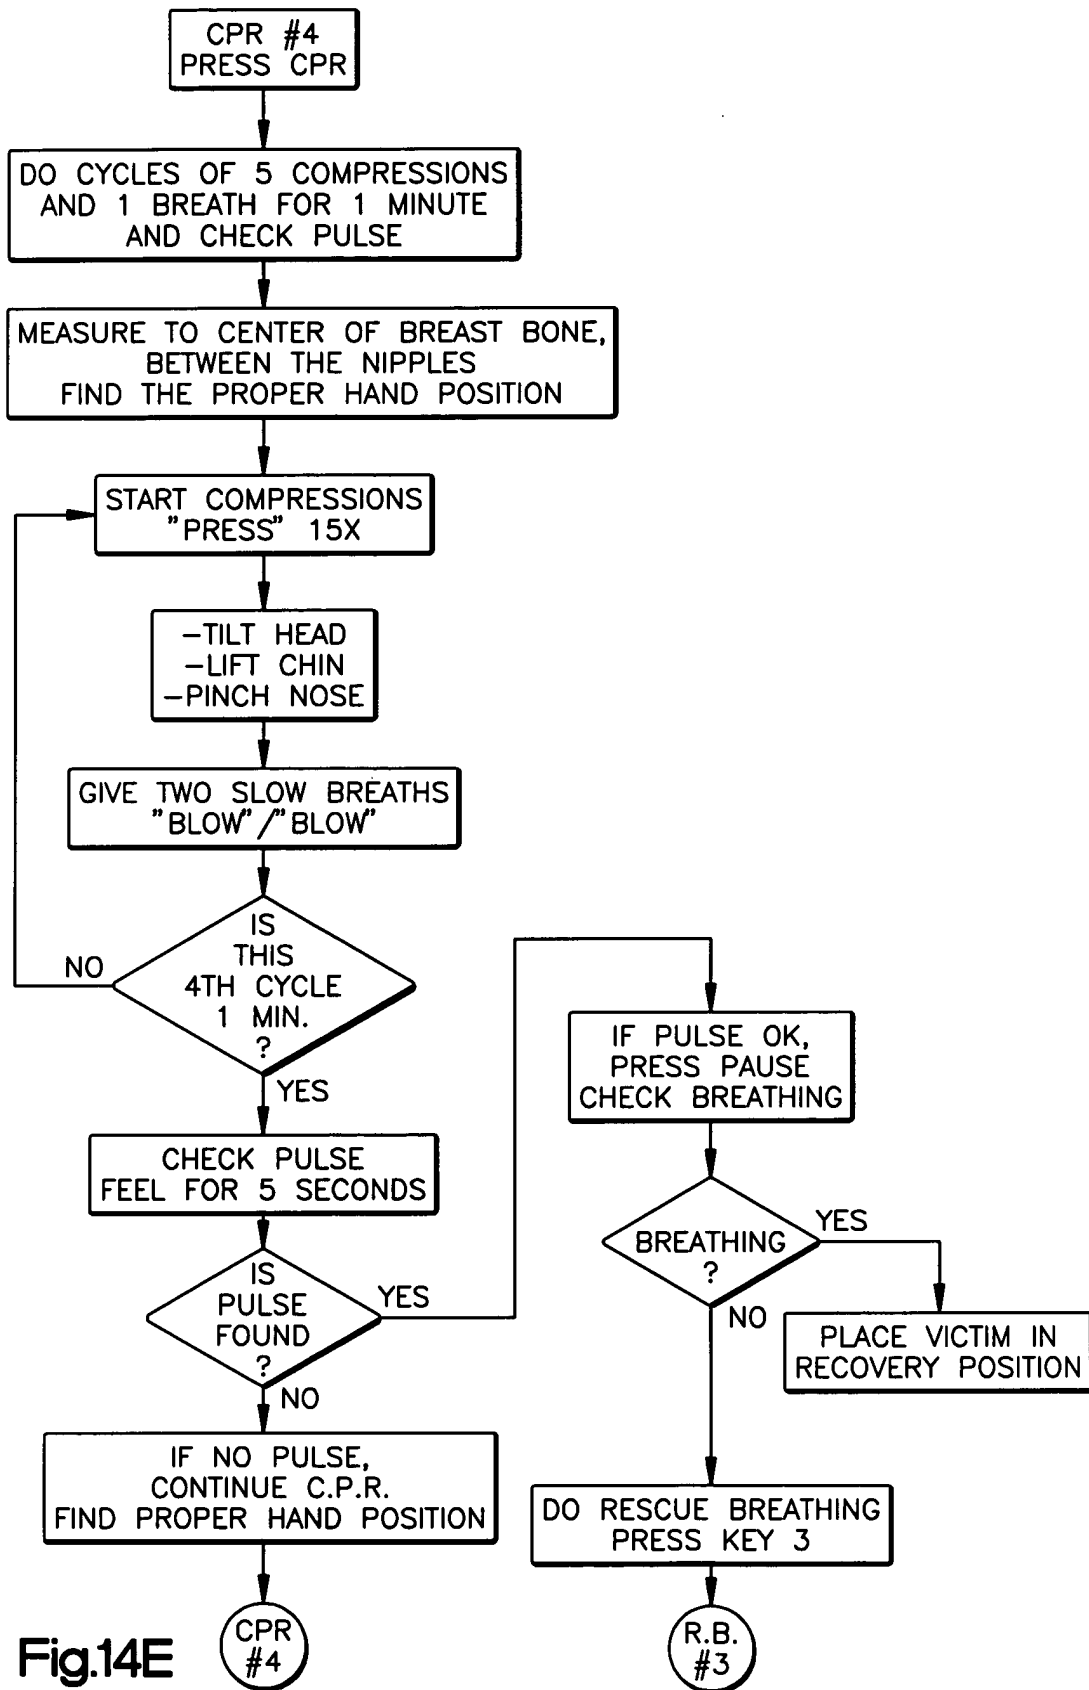 CPR #4
PRESS CPR
DO CYCLES OF 5 COMPRESSIONS
AND 1 BREATH FOR 1 MINUTE
AND CHECK PULSE
MEASURE TO CENTER OF BREAST BONE,
BETWEEN THE NIPPLES
FIND THE PROPER HAND POSITION
START COMPRESSIONS
"PRESS" 15X
-TILT HEAD
-LIFT CHIN
-PINCH NOSE
GIVE TWO SLOW BREATHS
"BLOW"/"BLOW"
IS
THIS
4TH CYCLE
1 MIN.
?
NO
YES
CHECK PULSE
FEEL FOR 5 SECONDS
IS
PULSE
FOUND
?
YES
NO
IF NO PULSE,
CONTINUE C.P.R.
FIND PROPER HAND POSITION
CPR
#4
IF PULSE OK,
PRESS PAUSE
CHECK BREATHING
BREATHING
?
YES
NO
PLACE VICTIM IN
RECOVERY POSITION
DO RESCUE BREATHING
PRESS KEY 3
R.B.
#3
Fig.14E